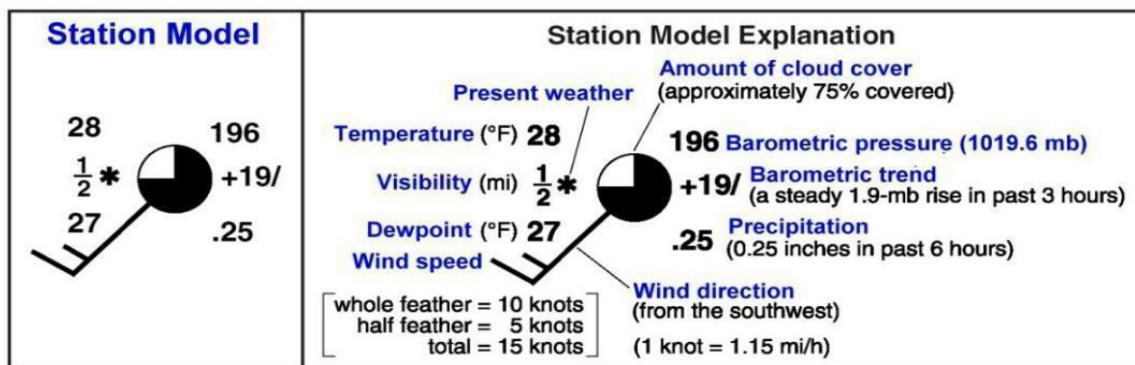 Station Model
28
196
1/2 *
+19/
27
.25
Station Model Explanation
Amount of cloud cover
(approximately 75% covered)
Present weather
Temperature (°F) 28
196 Barometric pressure (1019.6 mb)
Visibility (mi) 1/2 *
+19/ Barometric trend
(a steady 1.9-mb rise in past 3 hours)
Dewpoint (°F) 27
.25 Precipitation
(0.25 inches in past 6 hours)
Wind speed
whole feather = 10 knots
half feather = 5 knots
total = 15 knots
Wind direction
(from the southwest)
(1 knot = 1.15 mi/h)